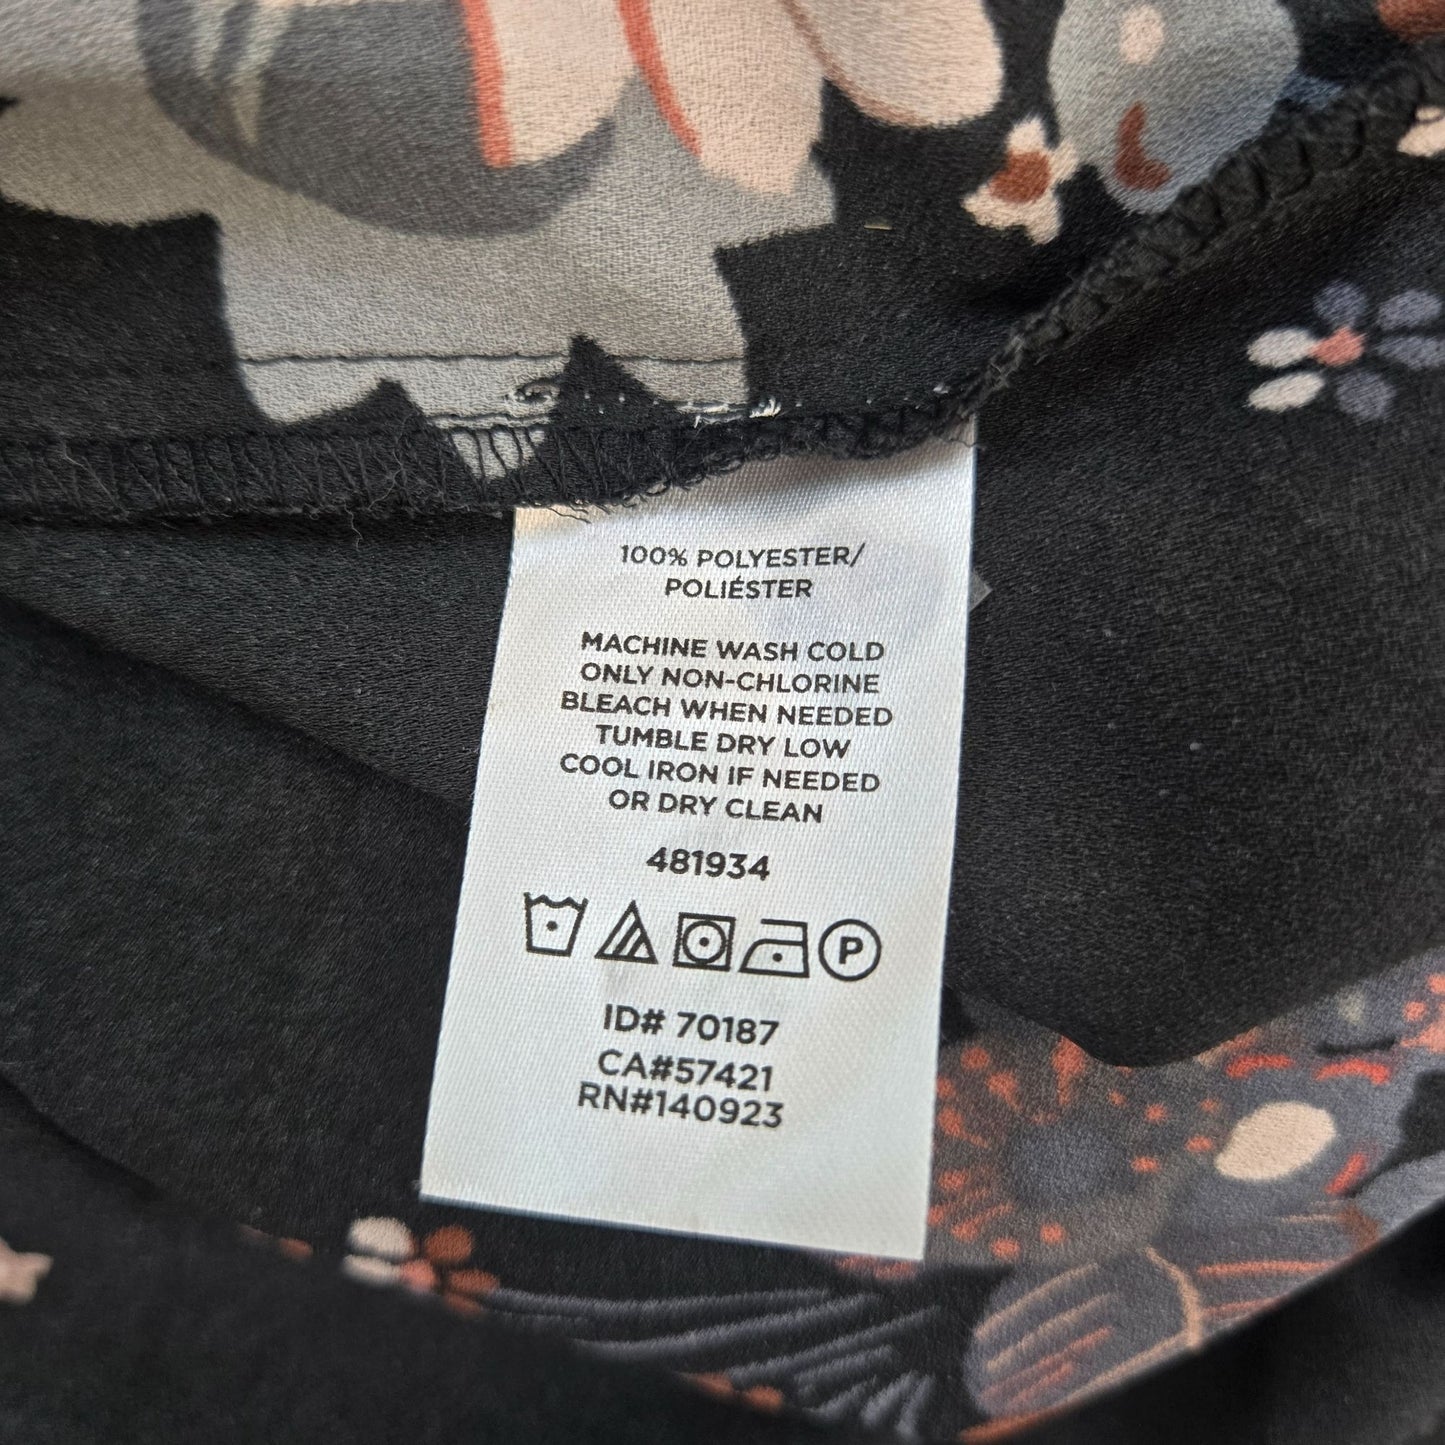 100% POLYESTER/
POLIÉSTER
MACHINE WASH COLD
ONLY NON-CHLORINE
BLEACH WHEN NEEDED
TUMBLE DRY LOW
COOL IRON IF NEEDED
OR DRY CLEAN
481934
P
ID# 70187
CA#57421
RN#140923